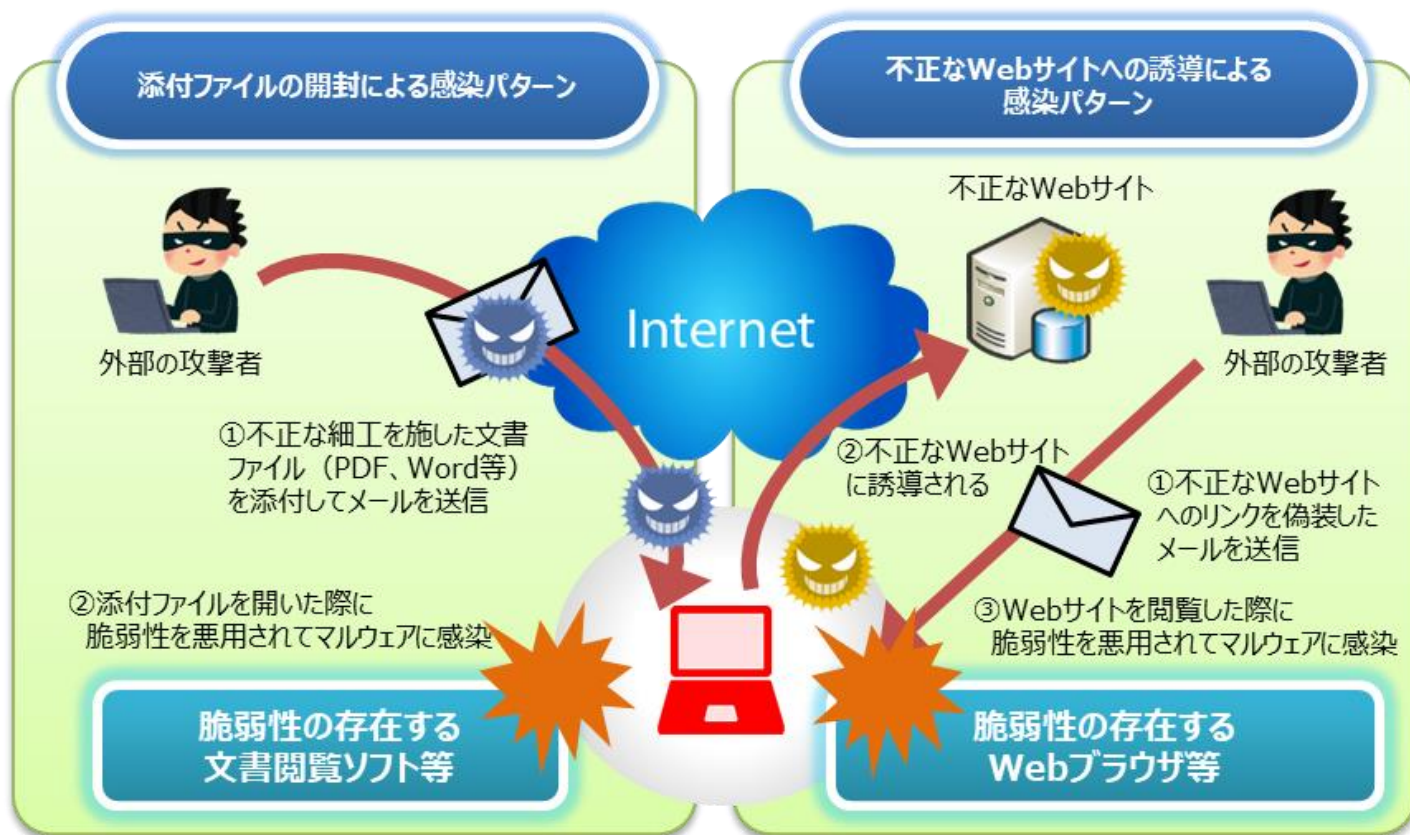 添付ファイルの開封による感染パターン
外部の攻撃者
①不正な細工を施した文書
ファイル（PDF、Word等）
を添付してメールを送信
②添付ファイルを開いた際に
脆弱性を悪用されてマルウェアに感染
脆弱性の存在する
文書閲覧ソフト等
Internet
不正なWebサイトへの誘導による
感染パターン
不正なWebサイト
外部の攻撃者
①不正なWebサイト
へのリンクを偽装した
メールを送信
②不正なWebサイト
に誘導される
③Webサイトを閲覧した際に
脆弱性を悪用されてマルウェアに感染
脆弱性の存在する
Webブラウザ等